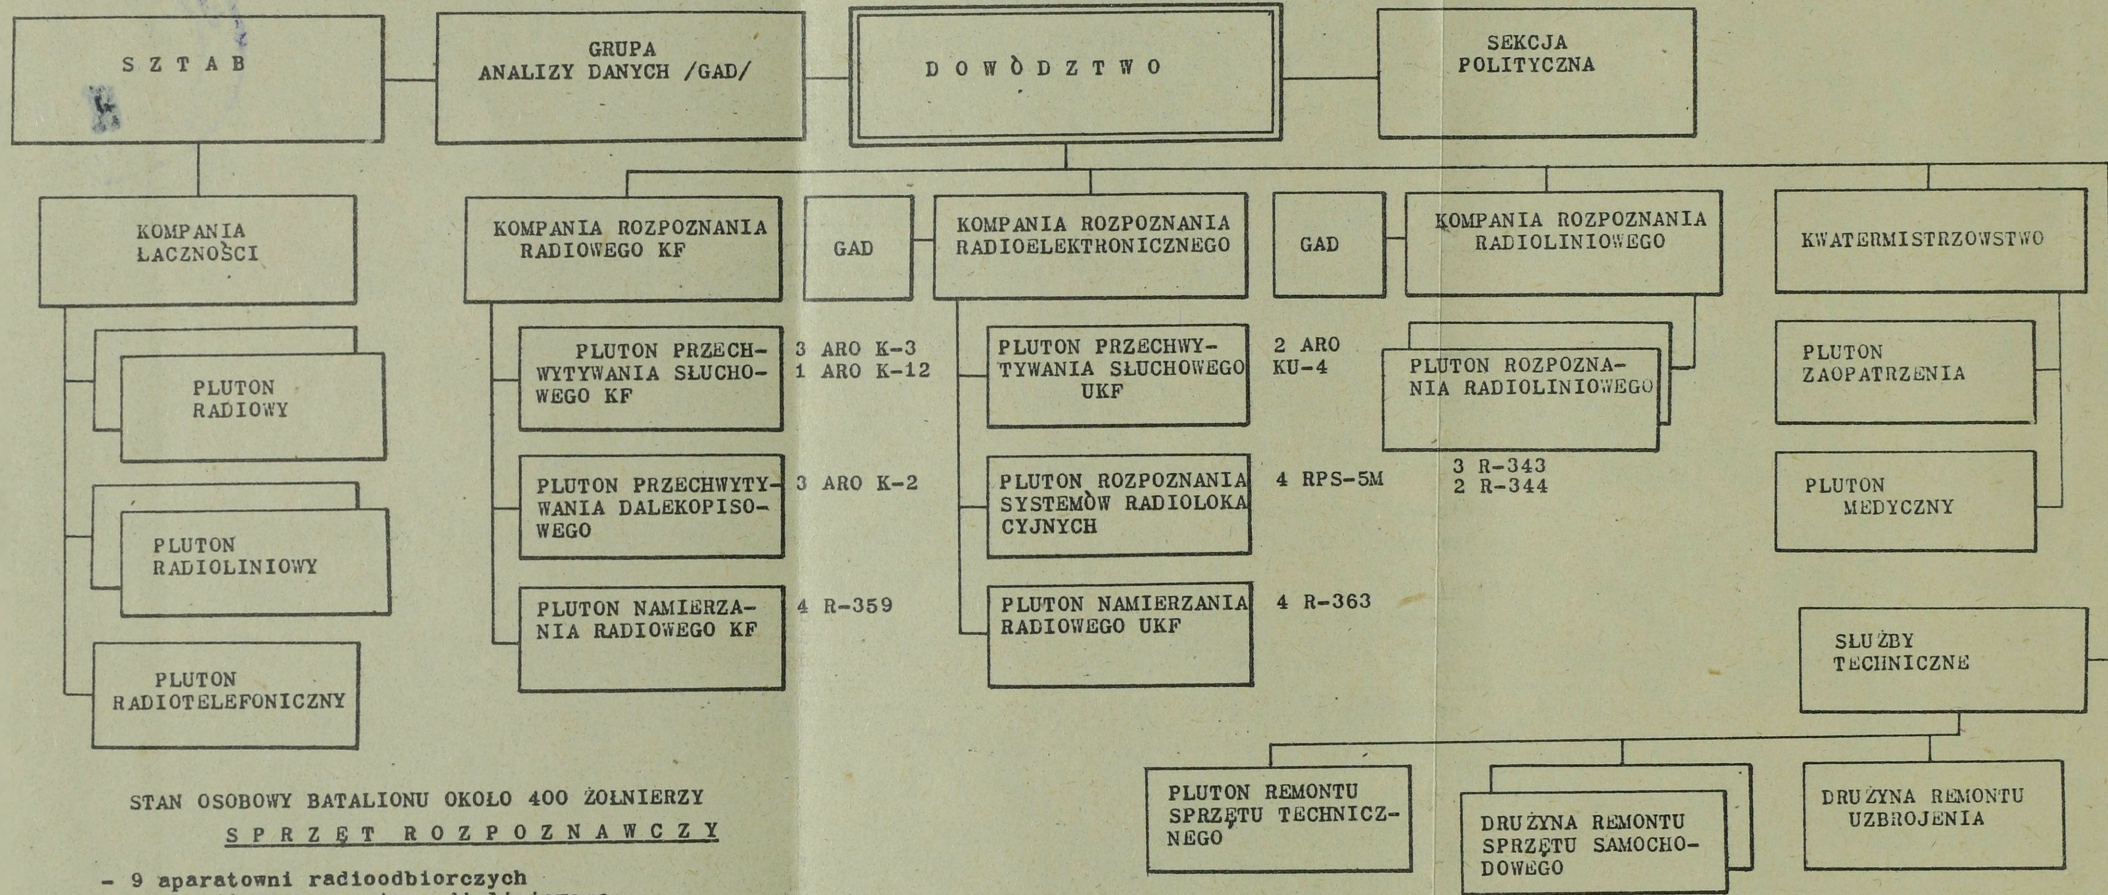 S Z T A B
GRUPA
ANALIZY DANYCH /GAD/
D O W Ó D Z T W O
SEKCJA
POLITYCZNA
KOMPANIA
ŁACZNOŚCI
KOMPANIA ROZPOZNANIA
RADIOWEGO KF
GAD
KOMPANIA ROZPOZNANIA
RADIOELEKTRONICZNEGO
GAD
KOMPANIA ROZPOZNANIA
RADIOLINIOWEGO
KWATERMISTRZOWSTWO
PLUTON
RADIOWY
PLUTON
RADIOLINIOWY
PLUTON
RADIOTELEFONICZNY
PLUTON PRZECH-
WYTYWANIA SŁUCHO-
WEGO KF
3 ARO K-3
1 ARO K-12
PLUTON PRZECHWYTY-
WANIA DALEKOPISO-
WEGO
3 ARO K-2
PLUTON NAMIERZA-
NIA RADIOWEGO KF
4 R-359
PLUTON PRZECHWY-
TYWANIA SŁUCHOWEGO
UKF
2 ARO
KU-4
PLUTON ROZPOZNANIA
SYSTEMÓW RADIOLOKA
CYJNYCH
4 RPS-5M
PLUTON NAMIERZANIA
RADIOWEGO UKF
4 R-363
PLUTON ROZPOZNA-
NIA RADIOLINIOWEGO
3 R-343
2 R-344
PLUTON
ZAOPATRZENIA
PLUTON
MEDYCZNY
SŁUŻBY
TECHNICZNE
PLUTON REMONTU
SPRZĘTU TECHNICZ-
NEGO
DRUŻYNA REMONTU
SPRZĘTU SAMOCHO-
DOWEGO
DRUŻYNA REMONTU
UZBROJENIA
STAN OSOBOWY BATALIONU OKOŁO 400 ŻOŁNIERZY
S P R Z Ę T R O Z P O Z N A W C Z Y
- 9 aparatowni radioodbiorczych